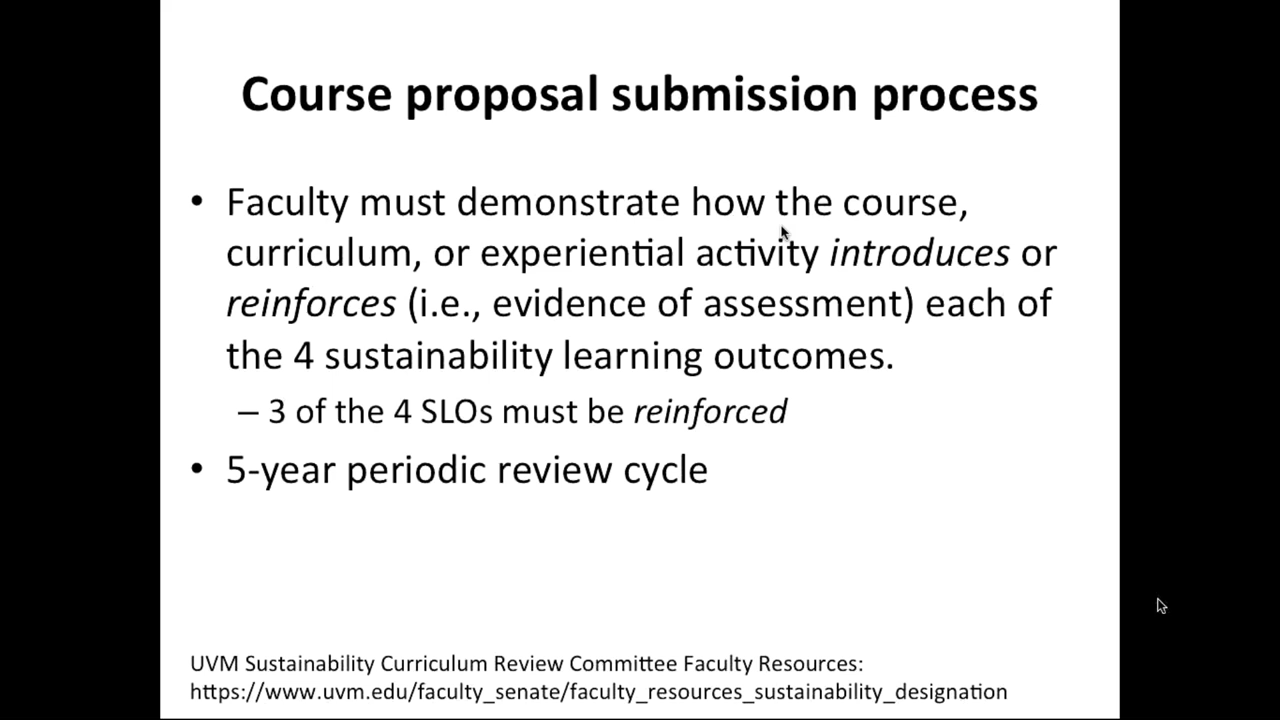 Course proposal submission process
• Faculty must demonstrate how the course,
curriculum, or experiential activity introduces or
reinforces (i.e., evidence of assessment) each of
the 4 sustainability learning outcomes.
– 3 of the 4 SLOs must be reinforced
• 5-year periodic review cycle
UVM Sustainability Curriculum Review Committee Faculty Resources:
https://www.uvm.edu/faculty_senate/faculty_resources_sustainability_designation